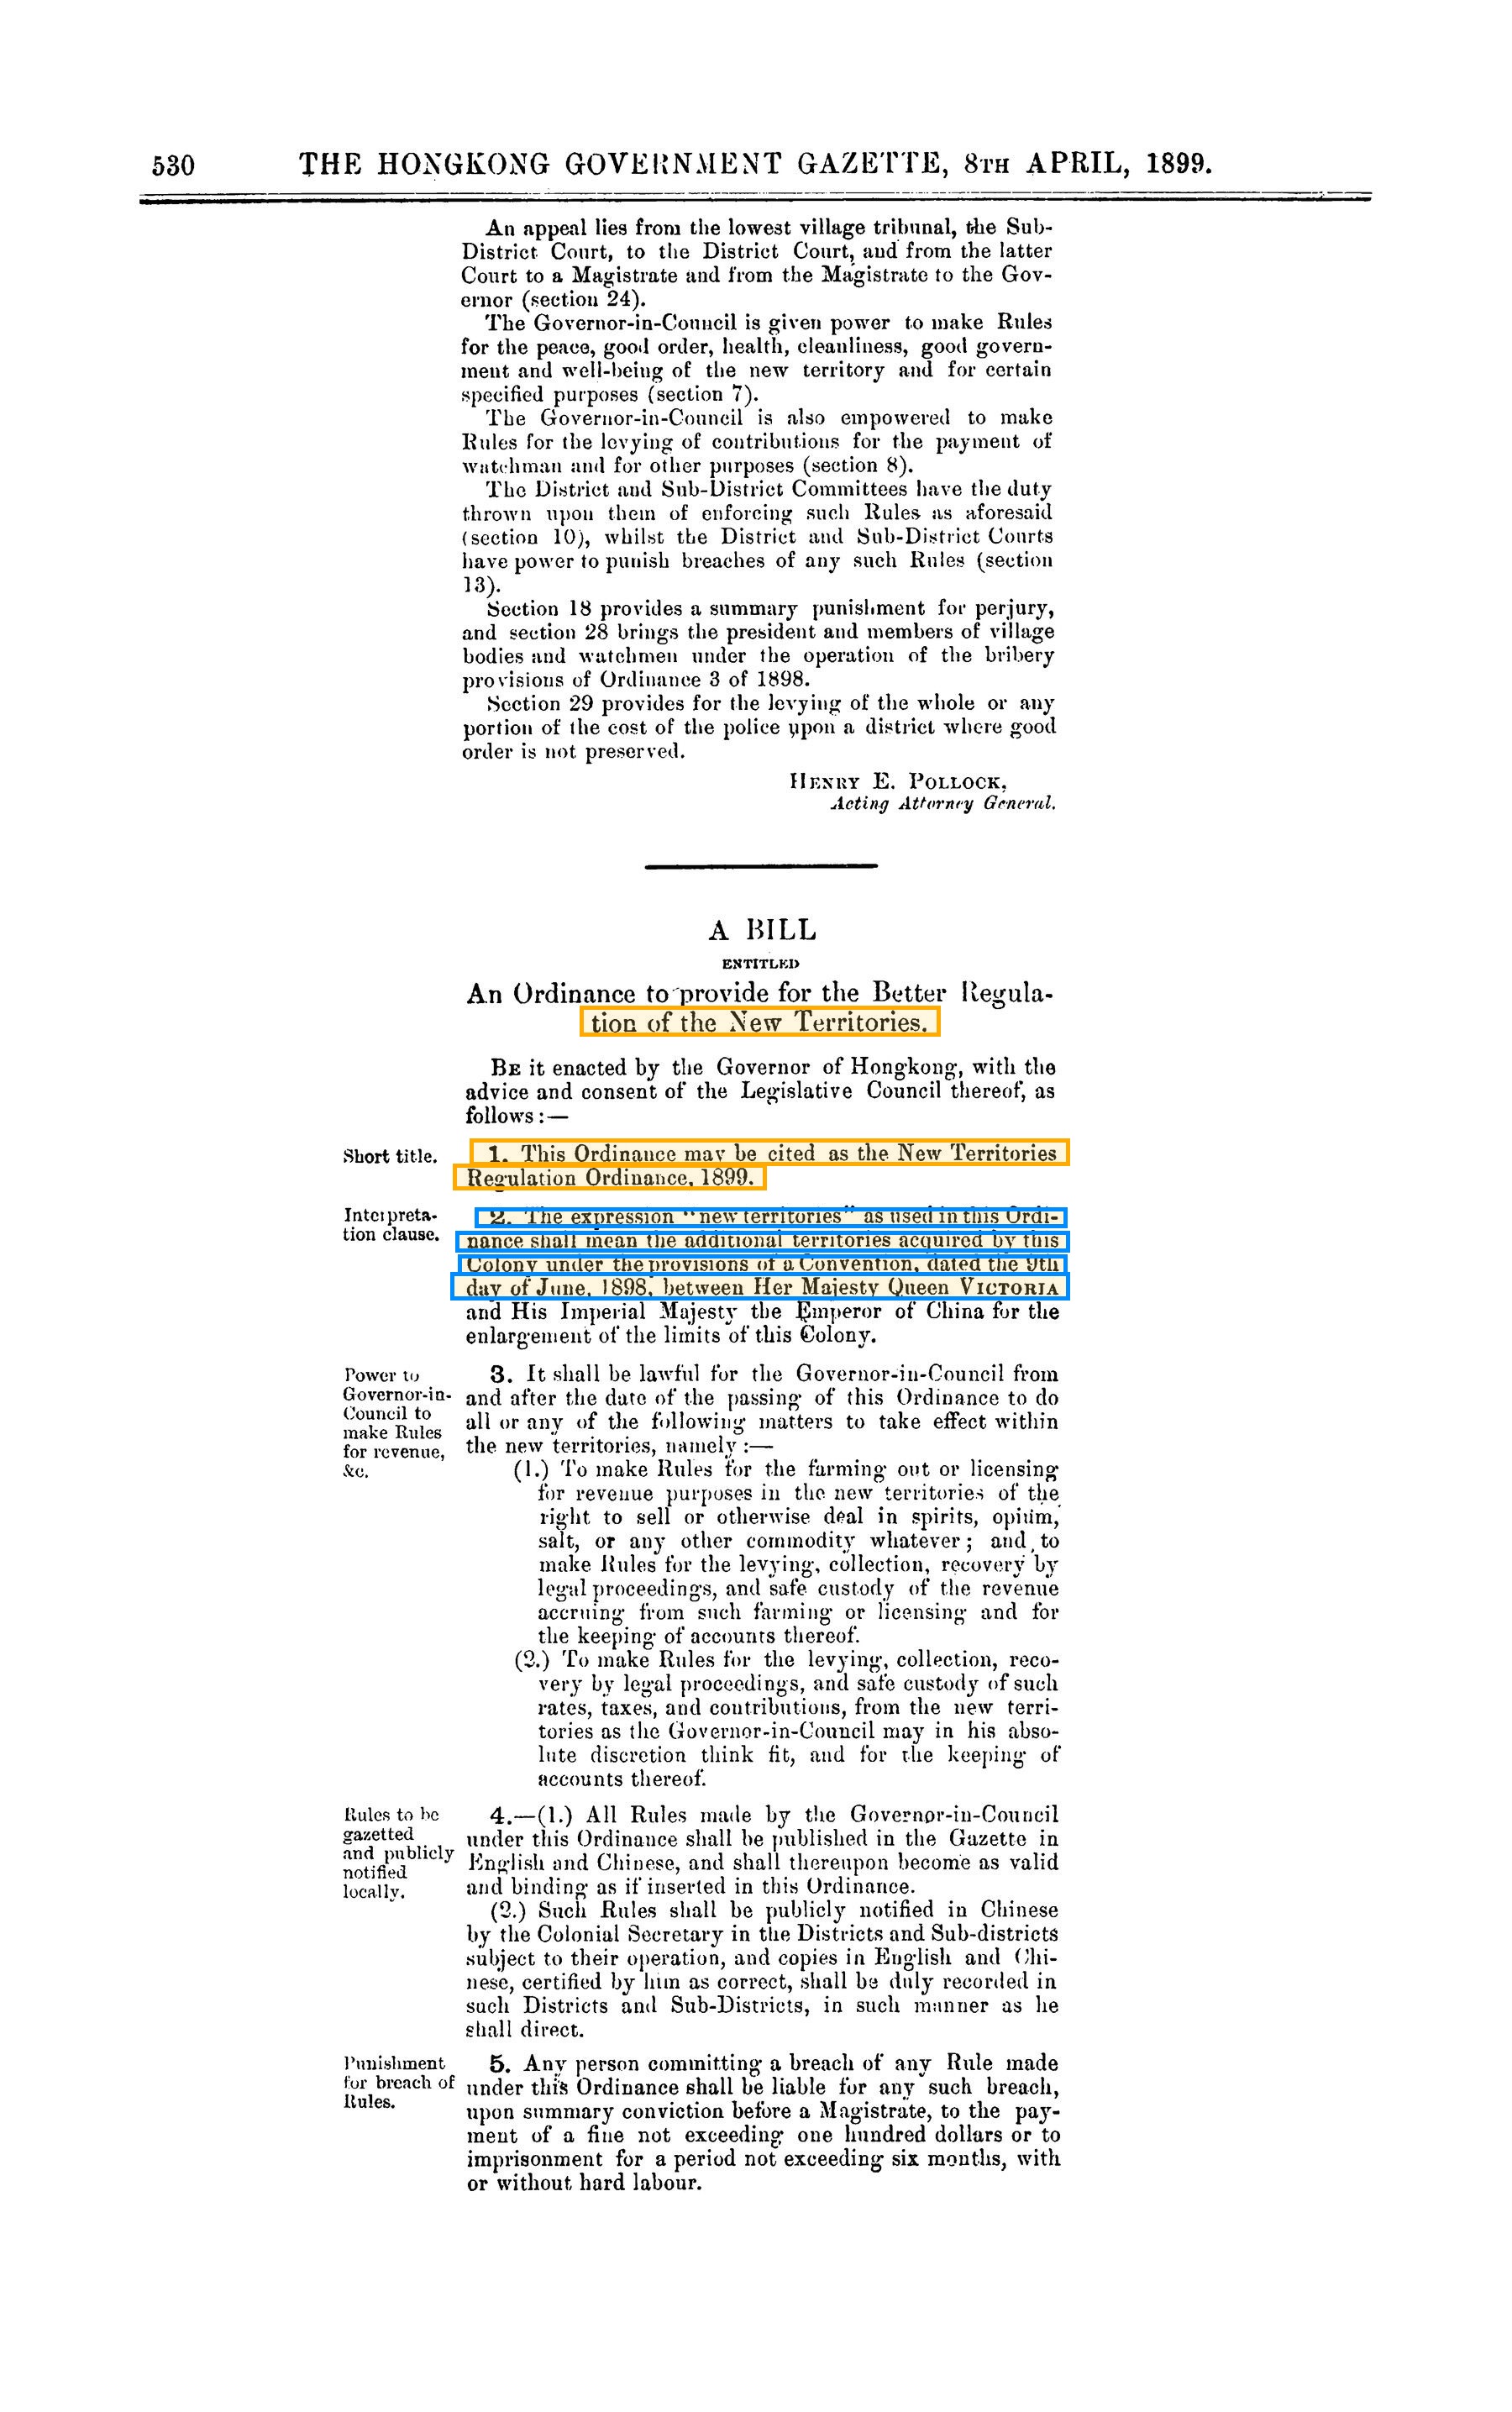 530 THE HONGKONG GOVERNMENT GAZETTE, 8TH APRIL, 1899.
An appeal lies from the lowest village tribunal, the Sub-
District Court, to the District Court, and from the latter
Court to a Magistrate and from the Magistrate to the Gov-
ernor (section 24).
The Governor-in-Council is given power to make Rules
for the peace, good order, health, cleanliness, good govern-
ment and well-being of the new territory and for certain
specified purposes (section 7).
The Governor-in-Council is also empowered to make
Rules for the levying of contributions for the payment of
watchman and for other purposes (section 8).
The District and Sub-District Committees have the duty
thrown upon them of enforcing such Rules as aforesaid
(section 10), whilst the District and Sub-District Courts
have power to punish breaches of any such Rules (section
13).
Section 18 provides a summary punishment for perjury,
and section 28 brings the president and members of village
bodies and watchmen under the operation of the bribery
provisions of Ordinance 3 of 1898.
Section 29 provides for the levying of the whole or any
portion of the cost of the police upon a district where good
order is not preserved.
HENRY E. POLLOCK,
Acting Attorney General.
A BILL
ENTITLED
An Ordinance to provide for the Better Regula-
tion of the New Territories.
BE it enacted by the Governor of Hongkong, with the
advice and consent of the Legislative Council thereof, as
follows:—
Short title.
1. This Ordinance may be cited as the New Territories
Regulation Ordinance, 1899.
Interpreta-
tion clause.
2. The expression "new territories" as used in this Ordi-
nance shall mean the additional territories acquired by this
Colony under the provisions of a Convention, dated the 9th
day of June, 1898, between Her Majesty Queen VICTORIA
and His Imperial Majesty the Emperor of China for the
enlargement of the limits of this Colony.
Power to
Governor-in-
Council to
make Rules
for revenue,
&c.
3. It shall be lawful for the Governor-in-Council from
and after the date of the passing of this Ordinance to do
all or any of the following matters to take effect within
the new territories, namely:—
(1.) To make Rules for the farming out or licensing
for revenue purposes in the new territories of the
right to sell or otherwise deal in spirits, opium,
salt, or any other commodity whatever; and to
make Rules for the levying, collection, recovery by
legal proceedings, and safe custody of the revenue
accruing from such farming or licensing and for
the keeping of accounts thereof.
(2.) To make Rules for the levying, collection, reco-
very by legal proceedings, and safe custody of such
rates, taxes, and contributions, from the new terri-
tories as the Governor-in-Council may in his abso-
lute discretion think fit, and for the keeping of
accounts thereof.
Rules to be
gazetted
and publicly
notified
locally.
4.—(1.) All Rules made by the Governor-in-Council
under this Ordinance shall be published in the Gazette in
English and Chinese, and shall thereupon become as valid
and binding as if inserted in this Ordinance.
(2.) Such Rules shall be publicly notified in Chinese
by the Colonial Secretary in the Districts and Sub-districts
subject to their operation, and copies in English and Chi-
nese, certified by him as correct, shall be duly recorded in
such Districts and Sub-Districts, in such manner as he
shall direct.
Punishment
for breach of
Rules.
5. Any person committing a breach of any Rule made
under this Ordinance shall be liable for any such breach,
upon summary conviction before a Magistrate, to the pay-
ment of a fine not exceeding one hundred dollars or to
imprisonment for a period not exceeding six months, with
or without hard labour.